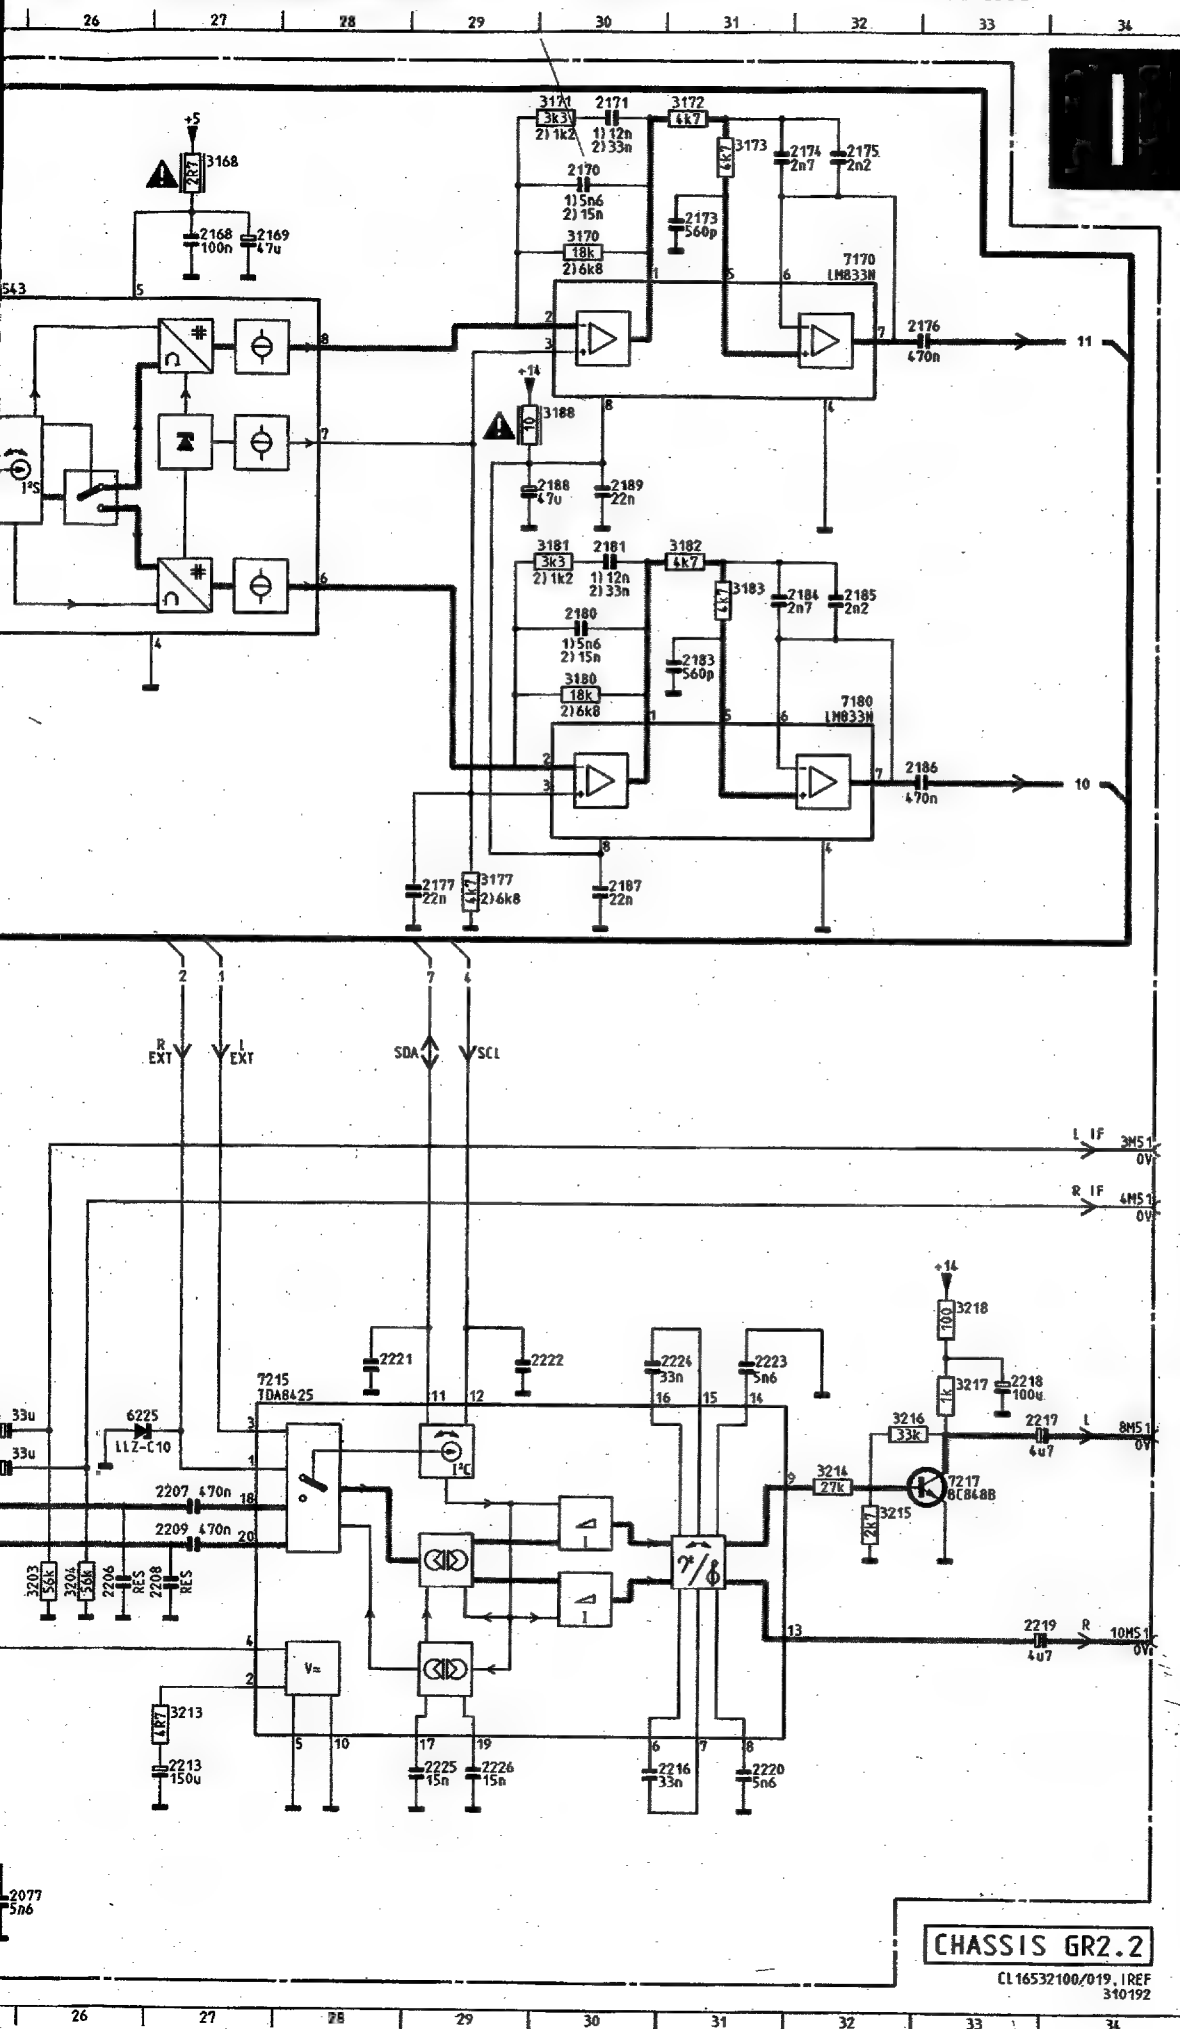 26 27 28 29 30 31 32 33 34
3171 2171 3172
3k3 4k7
2)1k2 1)12n
2)33n
+5
3168
2R7
3173
4k7
2174 2175
2n7 2n2
2170
1)5n6
2)15n
2168 2169
100n 47u
2173
560p
3170
18k
2)6k8
7170
LM833N
543 5
1 5 6
2
8
3
7 2176
470n
11
+14
3188
10
8
4
7
I²S
2188 2189
47u 22n
3181 2181 3182
3k3 4k7
2)1k2 1)12n
2)33n
6
3183
4k7
2184 2185
2n7 2n2
2180
1)5n6
2)15n
4
2183
560p
3180
18k
2)6k8
7180
LM833N
1 5 6
2
3
7 2186
470n
10
8
4
2177 3177 2187
22n 4k7 22n
2)6k8
2 1 7 4
R
EXT
L
EXT
SDA SCL
L IF 3M51
0V
R IF 4M51
0V
+14
3218
100
2221 2222 2224 2223
33n 5n6
7215
TDA8425
11 12 16 15 14
3217
1k
2218
100u
33u
6225
LLZ-C10
3
3216
33k
2217 L 8M51
4u7 0V
33u
1
I²C
2207 470n
18
9 3214
27k
7217
BC848B
3215
2k7
2209 470n
20
3203
56k
3204
56k
2206
RES
2208
RES
4
13
2219 R 10M51
4u7 0V
V=
2
3213
4R7
5 10 17 19 6 7 8
2213
150u
2225 2226 2216 2220
15n 15n 33n 5n6
2077
5n6
CHASSIS GR2.2
CL16532100/019.IREF
310192
26 27 28 29 30 31 32 33 34